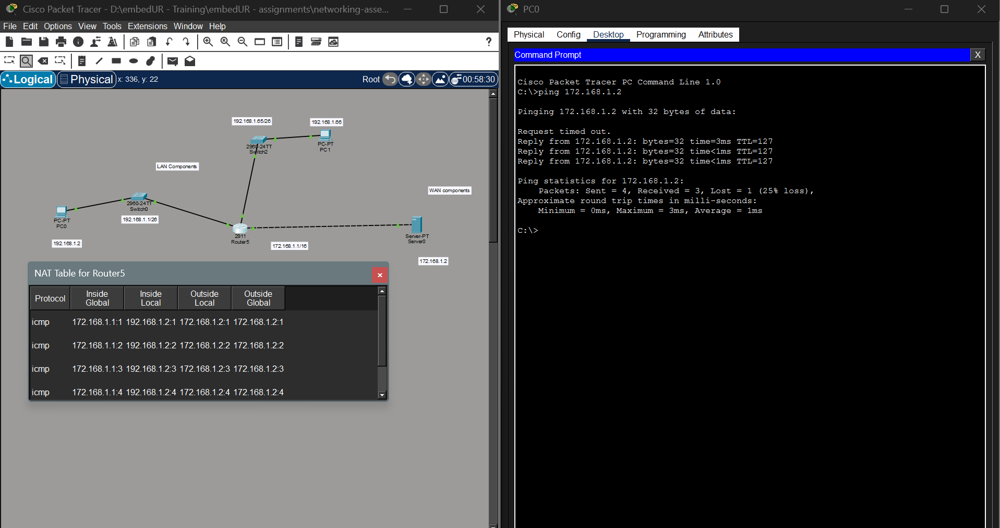 Cisco Packet Tracer - D:\embedUR - Training\embedUR - assignments\networking-asse...
File Edit Options View Tools Extensions Window Help
?
Logical Physical x: 336, y: 22 Root 00:58:30
192.168.1.65/26
192.168.1.66
2960-24TT
Switch2
PC-PT
PC1
LAN Components
WAN components
2960-24TT
Switch0
192.168.1.1/26
PC-PT
PC0
192.168.1.2
2911
Router5
172.168.1.1/16
Server-PT
Server0
172.168.1.2
NAT Table for Router5
x
Protocol Inside Global Inside Local Outside Local Outside Global
icmp 172.168.1.1:1 192.168.1.2:1 172.168.1.2:1 172.168.1.2:1
icmp 172.168.1.1:2 192.168.1.2:2 172.168.1.2:2 172.168.1.2:2
icmp 172.168.1.1:3 192.168.1.2:3 172.168.1.2:3 172.168.1.2:3
icmp 172.168.1.1:4 192.168.1.2:4 172.168.1.2:4 172.168.1.2:4
PC0
Physical Config Desktop Programming Attributes
Command Prompt X
Cisco Packet Tracer PC Command Line 1.0
C:\>ping 172.168.1.2
Pinging 172.168.1.2 with 32 bytes of data:
Request timed out.
Reply from 172.168.1.2: bytes=32 time=3ms TTL=127
Reply from 172.168.1.2: bytes=32 time<1ms TTL=127
Reply from 172.168.1.2: bytes=32 time<1ms TTL=127
Ping statistics for 172.168.1.2:
Packets: Sent = 4, Received = 3, Lost = 1 (25% loss),
Approximate round trip times in milli-seconds:
Minimum = 0ms, Maximum = 3ms, Average = 1ms
C:\>